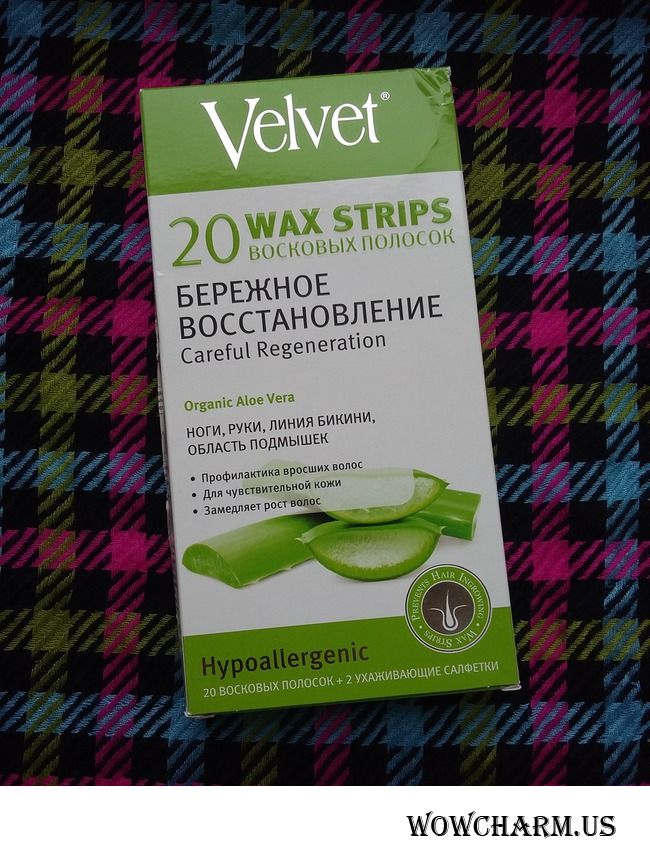 Velvet®
20 WAX STRIPS
ВОСКОВЫХ ПОЛОСОК
БЕРЕЖНОЕ
ВОССТАНОВЛЕНИЕ
Careful Regeneration
Organic Aloe Vera
НОГИ, РУКИ, ЛИНИЯ БИКИНИ,
ОБЛАСТЬ ПОДМЫШЕК
• Профилактика вросших волос
• Для чувствительной кожи
• Замедляет рост волос
PREVENTS HAIR INGROWING • WAX STRIPS •
Hypoallergenic
20 ВОСКОВЫХ ПОЛОСОК + 2 УХАЖИВАЮЩИЕ САЛФЕТКИ
WOWCHARM.US